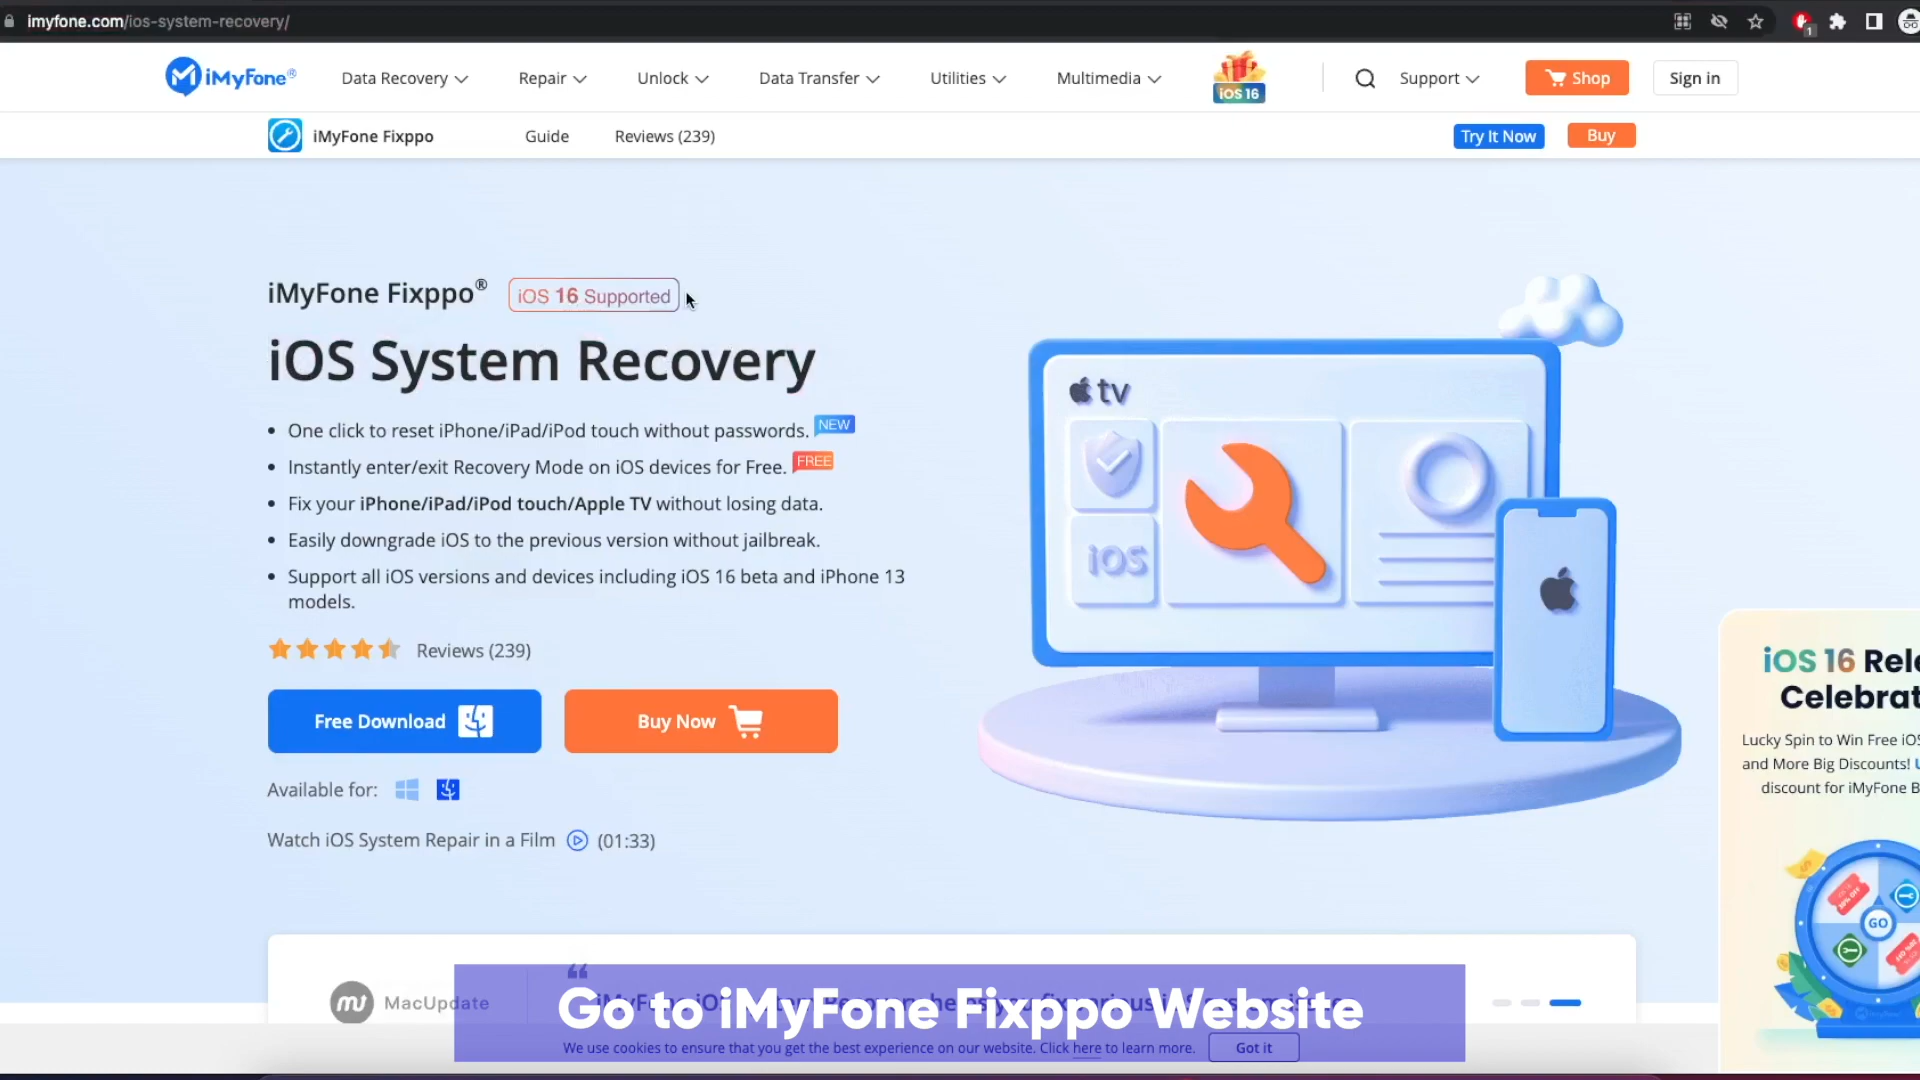 imyfone.com/ios-system-recovery/
1
iMyFone®
Data Recovery
Repair
Unlock
Data Transfer
Utilities
Multimedia
iOS 16
Support
Shop
Sign in
iMyFone Fixppo
Guide
Reviews (239)
Try It Now
Buy
iMyFone Fixppo®
iOS 16 Supported
iOS System Recovery
• One click to reset iPhone/iPad/iPod touch without passwords. NEW
• Instantly enter/exit Recovery Mode on iOS devices for Free. FREE
• Fix your iPhone/iPad/iPod touch/Apple TV without losing data.
• Easily downgrade iOS to the previous version without jailbreak.
• Support all iOS versions and devices including iOS 16 beta and iPhone 13
models.
Reviews (239)
Free Download
Buy Now
Available for:
Watch iOS System Repair in a Film (01:33)
tv
iOS
iOS 16 Rele
Celebrat
Lucky Spin to Win Free iOS
and More Big Discounts! U
discount for iMyFone B
GO
MacUpdate
Go to iMyFone Fixppo Website
We use cookies to ensure that you get the best experience on our website. Click here to learn more.
Got it